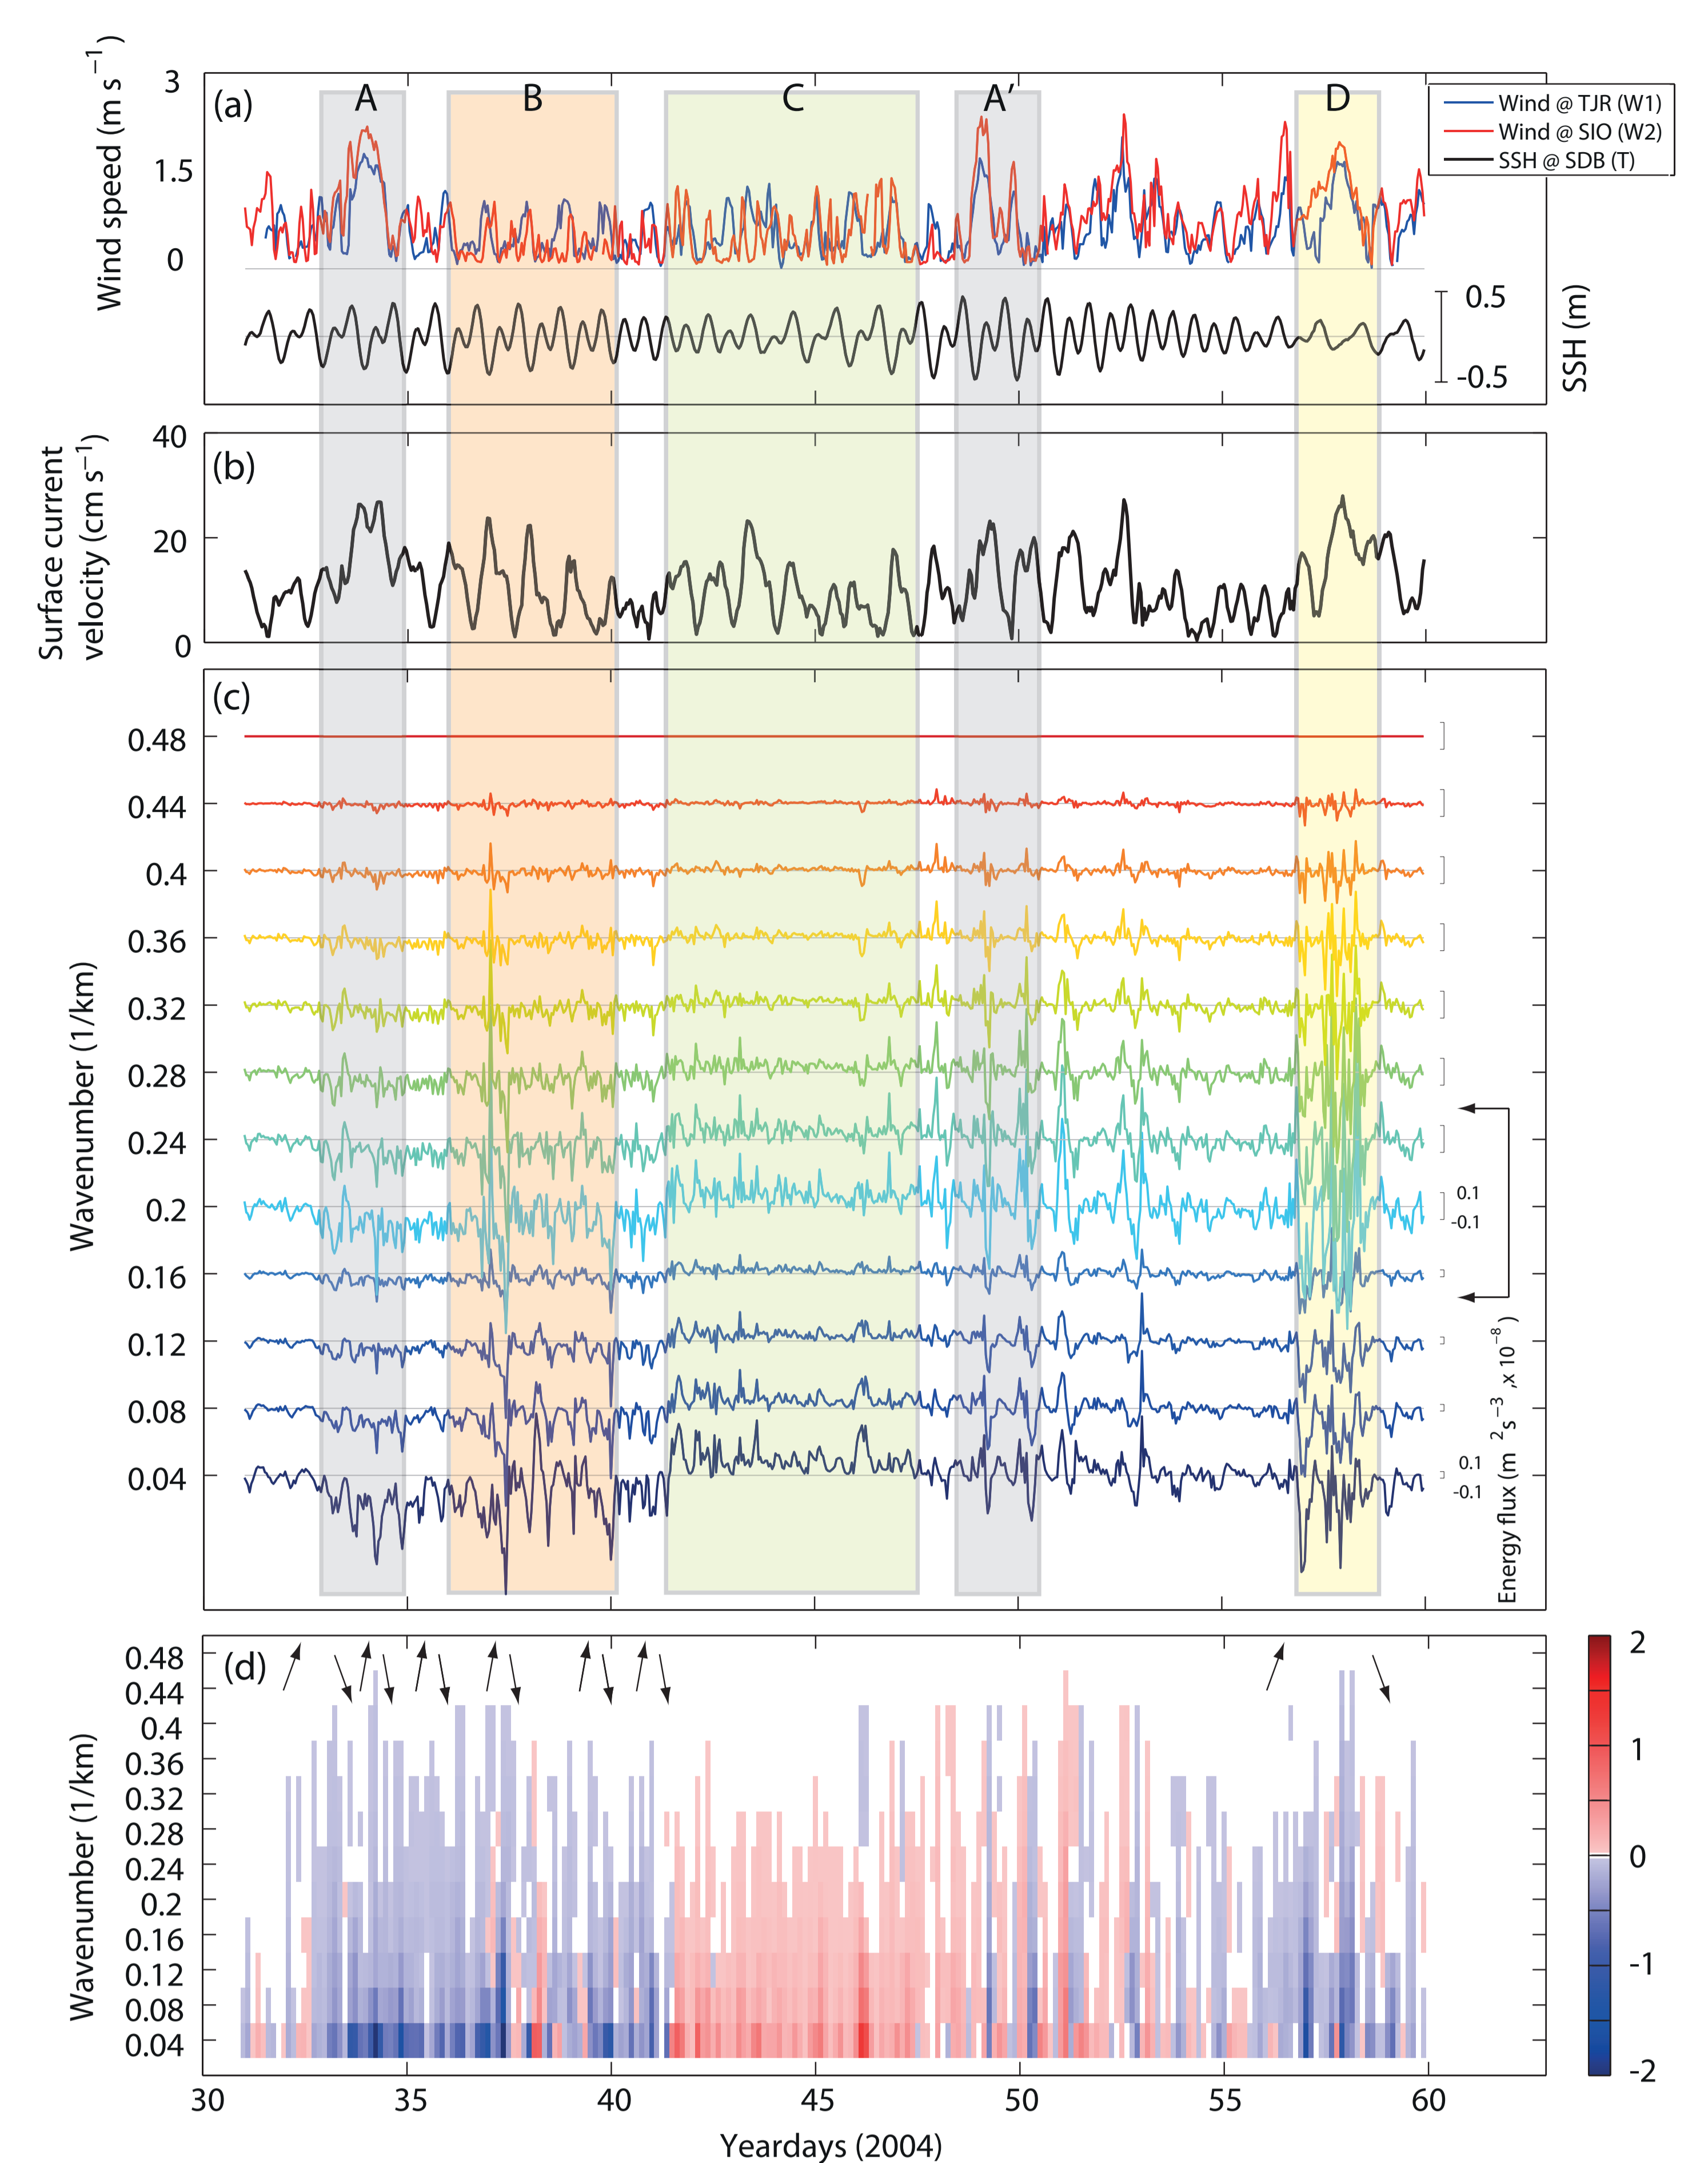 (a)
A
B
C
A′
D
Wind speed (m s⁻¹)
3
1.5
0
Wind @ TJR (W1)
Wind @ SIO (W2)
SSH @ SDB (T)
0.5
-0.5
SSH (m)
(b)
Surface current
velocity (cm s⁻¹)
40
20
0
(c)
Wavenumber (1/km)
0.48
0.44
0.4
0.36
0.32
0.28
0.24
0.2
0.16
0.12
0.08
0.04
0.1
-0.1
0.1
-0.1
Energy flux (m ²s⁻³ ,x 10⁻⁸ )
(d)
Wavenumber (1/km)
0.48
0.44
0.4
0.36
0.32
0.28
0.24
0.2
0.16
0.12
0.08
0.04
2
1
0
-1
-2
30
35
40
45
50
55
60
Yeardays (2004)